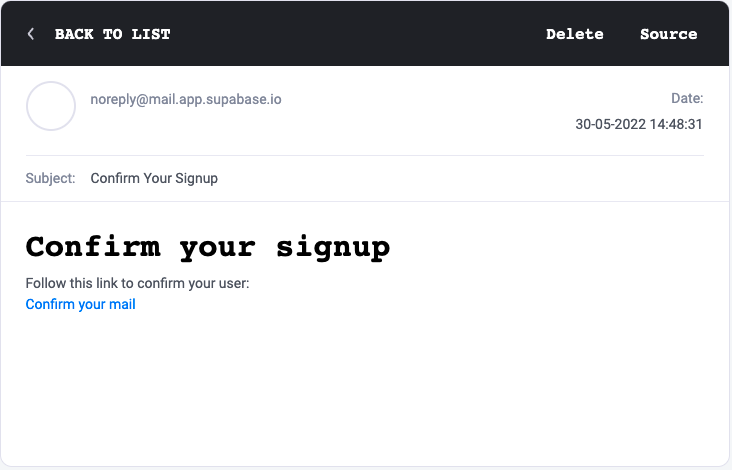 BACK TO LIST Delete Source
noreply@mail.app.supabase.io Date:
30-05-2022 14:48:31
Subject: Confirm Your Signup
Confirm your signup
Follow this link to confirm your user:
Confirm your mail